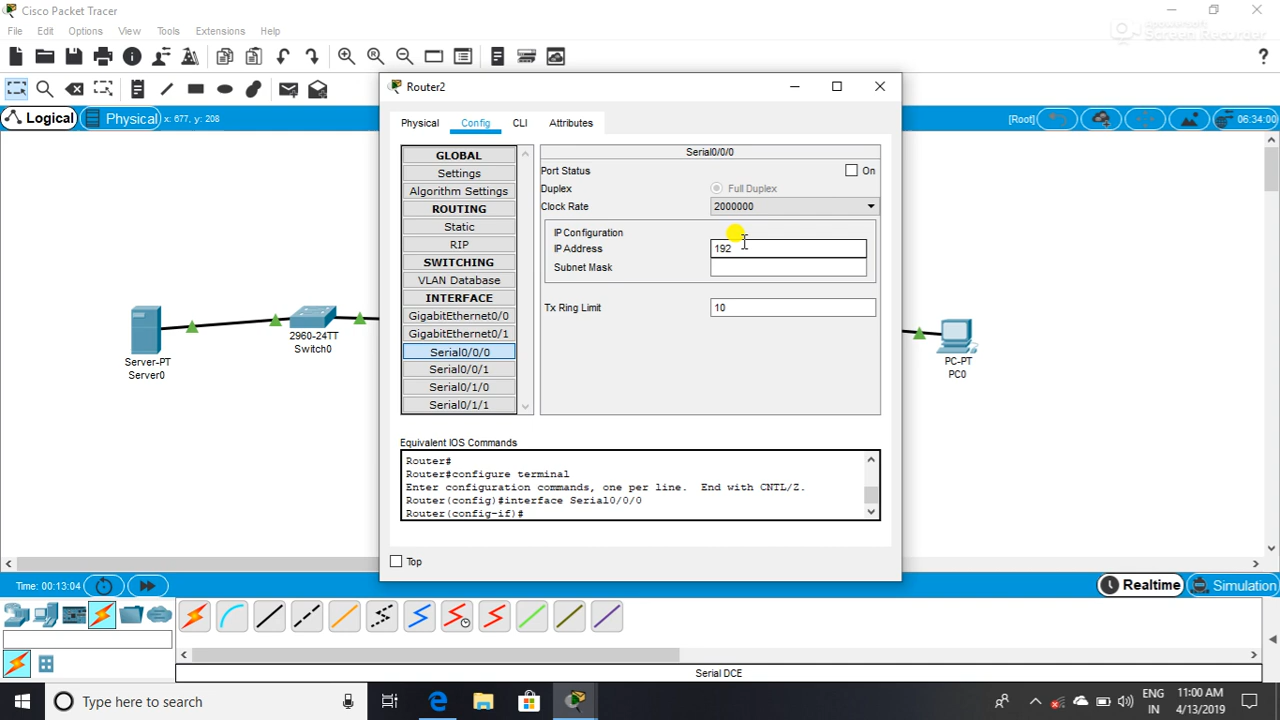 Cisco Packet Tracer
File Edit Options View Tools Extensions Help
Apowersoft
Screen Recorder
?
Logical Physical x: 677, y: 208 [Root] 06:34:00
Router2
Physical Config CLI Attributes
GLOBAL
Settings
Algorithm Settings
ROUTING
Static
RIP
SWITCHING
VLAN Database
INTERFACE
GigabitEthernet0/0
GigabitEthernet0/1
Serial0/0/0
Serial0/0/1
Serial0/1/0
Serial0/1/1
Serial0/0/0
Port Status On
Duplex Full Duplex
Clock Rate 2000000
IP Configuration
IP Address 192
Subnet Mask
Tx Ring Limit 10
Equivalent IOS Commands
Router#
Router#configure terminal
Enter configuration commands, one per line. End with CNTL/Z.
Router(config)#interface Serial0/0/0
Router(config-if)#
Top
Server-PT
Server0
2960-24TT
Switch0
PC-PT
PC0
Time: 00:13:04 Realtime Simulation
Serial DCE
Type here to search
ENG
IN
11:00 AM
4/13/2019